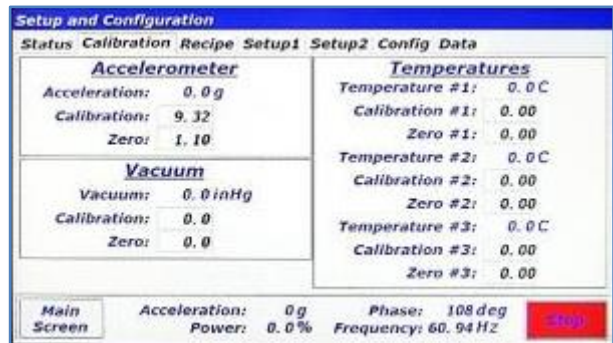 Setup and Configuration
Status Calibration Recipe Setup1 Setup2 Config Data
Accelerometer
Acceleration: 0.0 g
Calibration: 9.32
Zero: 1.10
Vacuum
Vacuum: 0.0 inHg
Calibration: 0.0
Zero: 0.0
Temperatures
Temperature #1: 0.0 C
Calibration #1: 0.00
Zero #1: 0.00
Temperature #2: 0.0 C
Calibration #2: 0.00
Zero #2: 0.00
Temperature #3: 0.0 C
Calibration #3: 0.00
Zero #3: 0.00
Main
Screen
Acceleration: 0 g
Power: 0.0%
Phase: 108 deg
Frequency: 60.94 Hz
Stop